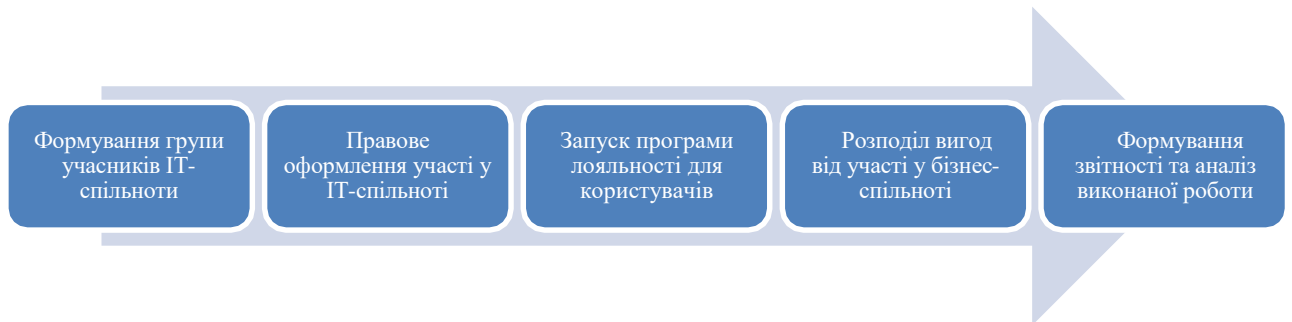 Формування групи
учасників ІТ-
спільноти
Правове
оформлення участі у
ІТ-спільноті
Запуск програми
лояльності для
користувачів
Розподіл вигод
від участі у бізнес-
спільноті
Формування
звітності та аналіз
виконаної роботи